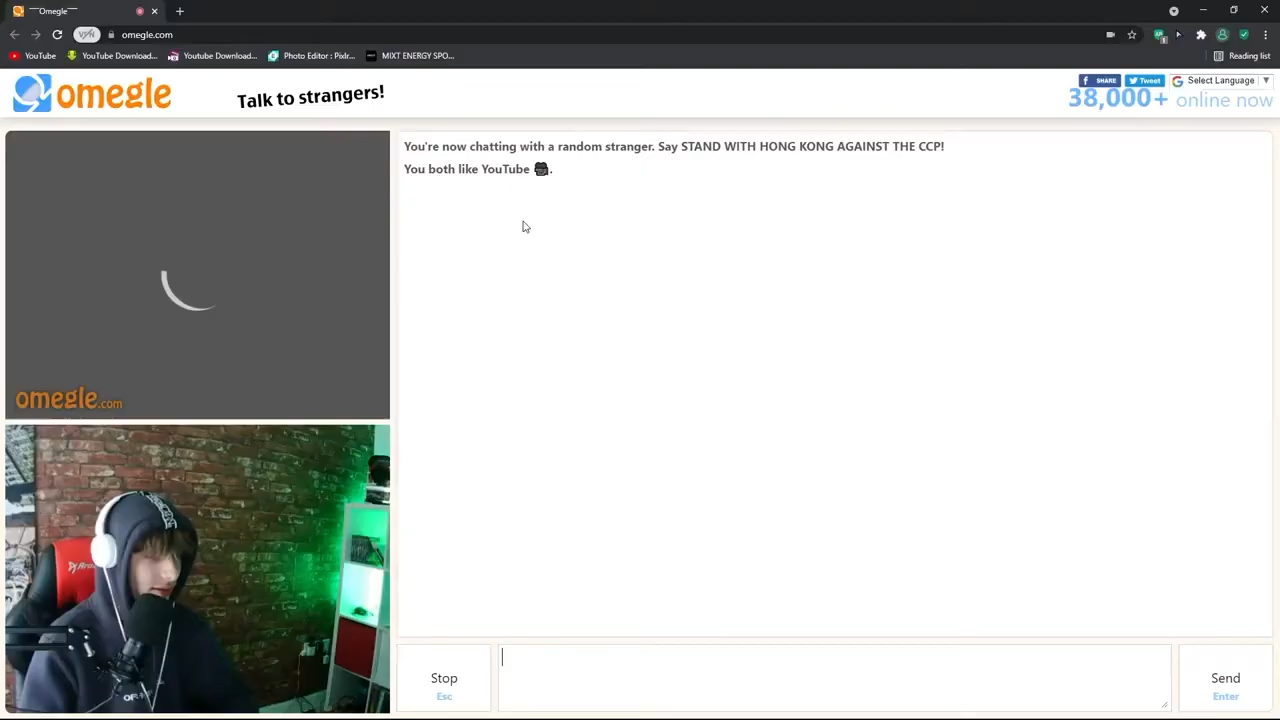 Omegle
omegle.com
YouTube
YouTube Download...
Youtube Download...
Photo Editor : Pixlr...
MIXT ENERGY SPO...
Reading list
omegle
Talk to strangers!
SHARE
Tweet
Select Language
38,000+ online now
You're now chatting with a random stranger. Say STAND WITH HONG KONG AGAINST THE CCP!
You both like YouTube
omegle.com
Stop
Esc
Send
Enter